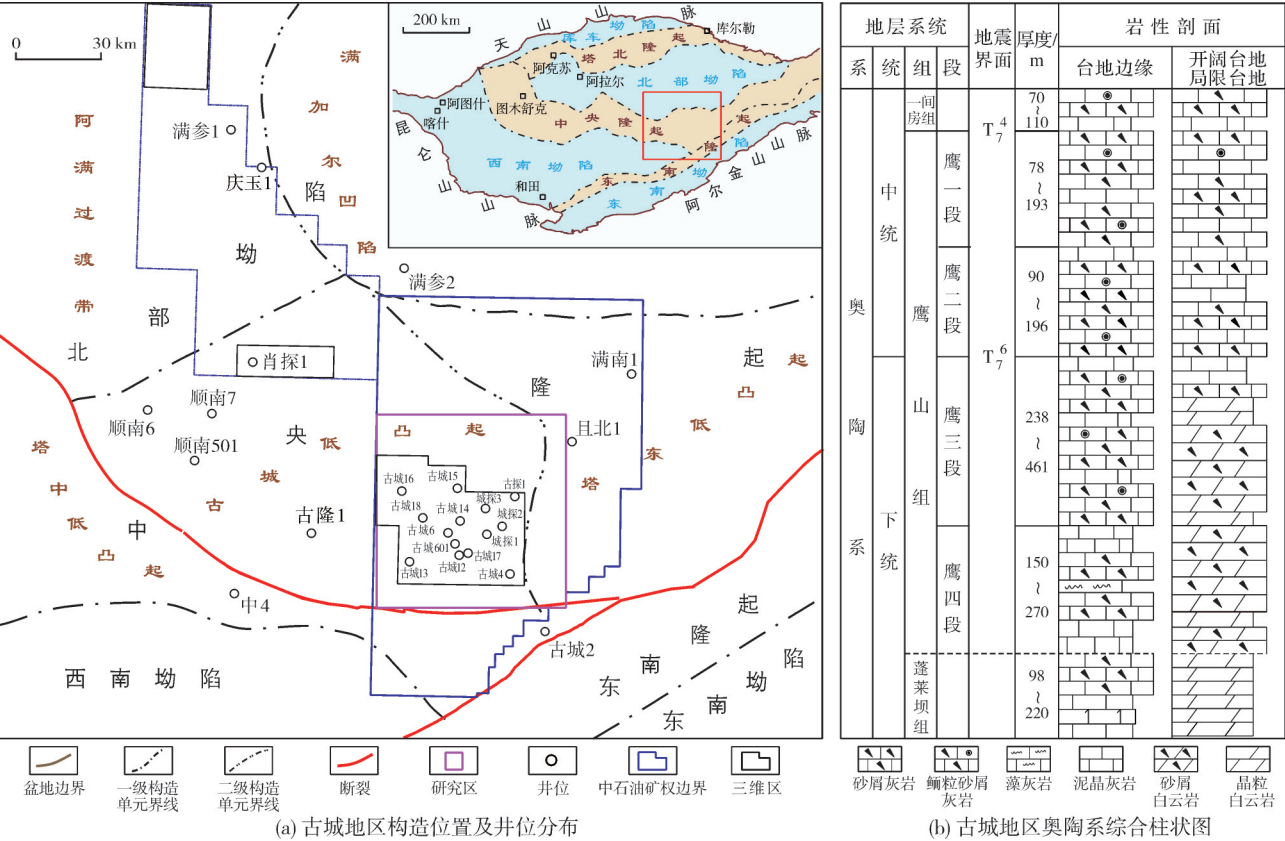 0 30 km
200 km
天山山脉
库车坳陷
库尔勒
塔北隆起
阿克苏
阿拉尔
北部坳陷
阿图什
图木舒克
喀什
中央隆起
昆仑山山脉
西南坳陷
东南隆起
和田
东南坳陷
阿尔金山山脉
满加尔凹陷
阿满过渡带
满参1
庆玉1
满参2
北部坳陷
肖探1
满南1
顺南7
顺南6
顺南501
中央隆起
古城低凸起
塔东低凸起
且北1
塔中低凸起
古隆1
古城16
古城15
古探1
城探3
古城18
古城14
城探2
古城6
城探1
古城601
古城17
古城13
古城12
古城4
中4
古城2
西南坳陷
东南隆起
东南坳陷
盆地边界
一级构造
单元界线
二级构造
单元界线
断裂
研究区
井位
中石油矿权边界
三维区
(a) 古城地区构造位置及井位分布
地层系统
地震
界面
厚度/
m
岩性剖面
系
统
组
段
台地边缘
开阔台地
局限台地
奥陶系
中统
下统
一间
房组
鹰山组
蓬莱坝组
鹰一段
鹰二段
鹰三段
鹰四段
T₇⁴
T₇⁶
70
~
110
78
~
193
90
~
196
238
~
461
150
~
270
98
~
220
砂屑灰岩
鲕粒砂屑
灰岩
藻灰岩
泥晶灰岩
砂屑
白云岩
晶粒
白云岩
(b) 古城地区奥陶系综合柱状图